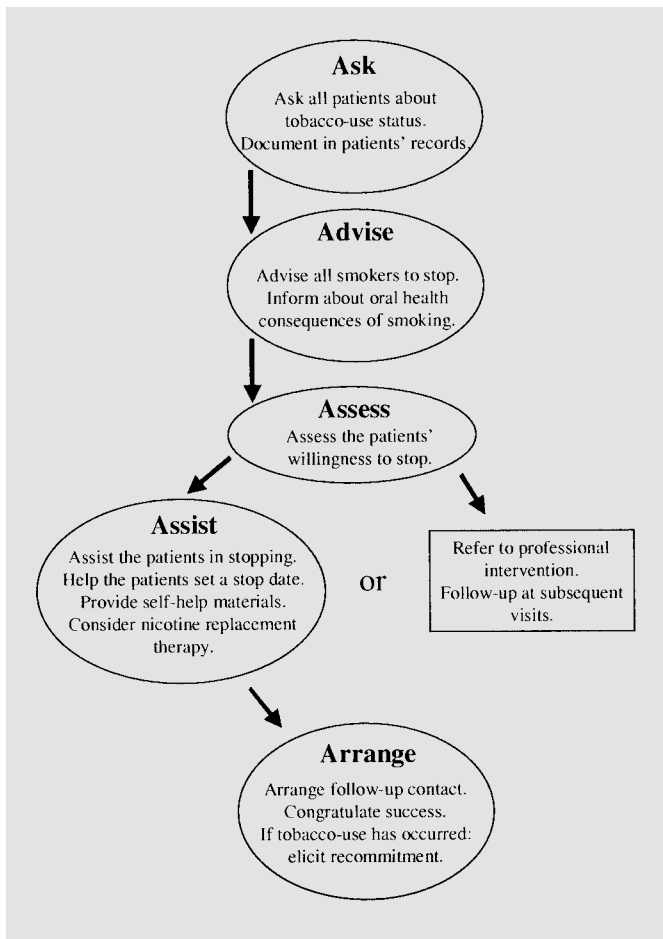 Ask
Ask all patients about
tobacco-use status.
Document in patients' records.
Advise
Advise all smokers to stop.
Inform about oral health
consequences of smoking.
Assess
Assess the patients'
willingness to stop.
Assist
Assist the patients in stopping.
Help the patients set a stop date.
Provide self-help materials.
Consider nicotine replacement
therapy.
or
Refer to professional
intervention.
Follow-up at subsequent
visits.
Arrange
Arrange follow-up contact.
Congratulate success.
If tobacco-use has occurred:
elicit recommitment.